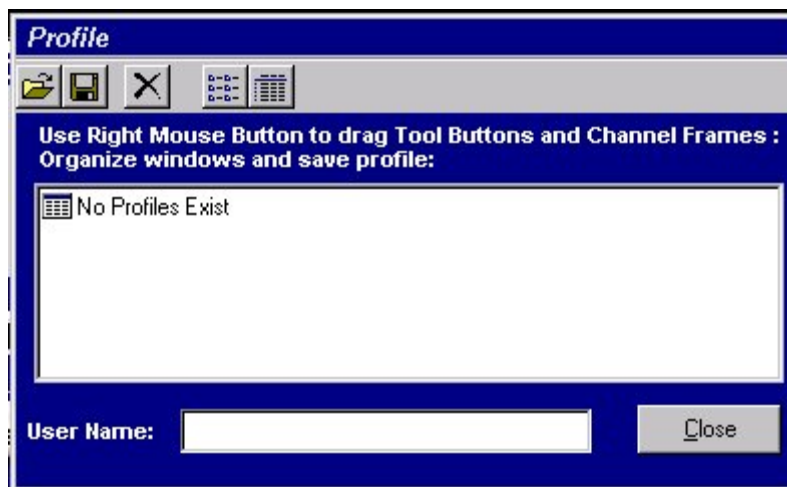 Profile
Use Right Mouse Button to drag Tool Buttons and Channel Frames :
Organize windows and save profile:
No Profiles Exist
User Name:
Close